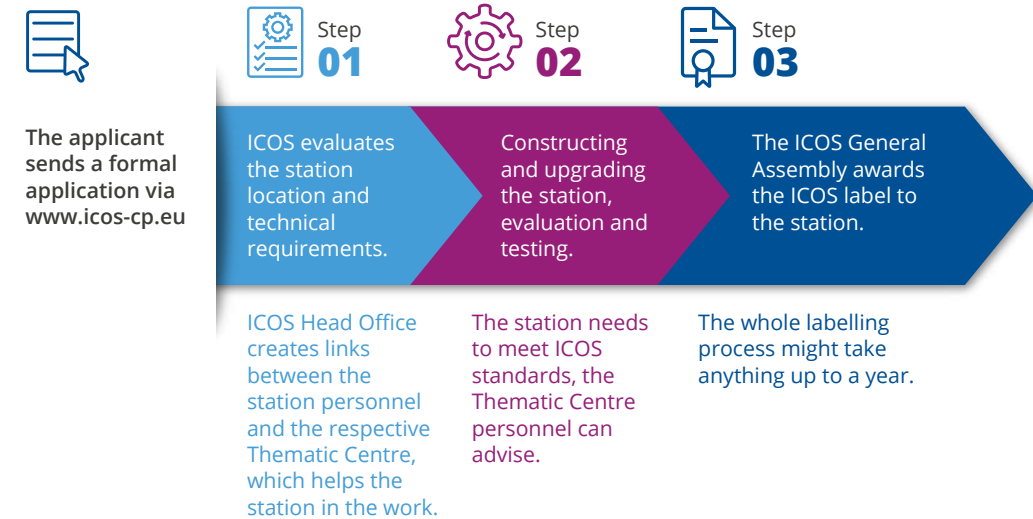 The applicant
sends a formal
application via
www.icos-cp.eu
Step
01
ICOS evaluates
the station
location and
technical
requirements.
ICOS Head Office
creates links
between the
station personnel
and the respective
Thematic Centre,
which helps the
station in the work.
Step
02
Constructing
and upgrading
the station,
evaluation and
testing.
The station needs
to meet ICOS
standards, the
Thematic Centre
personnel can
advise.
Step
03
The ICOS General
Assembly awards
the ICOS label to
the station.
The whole labelling
process might take
anything up to a year.